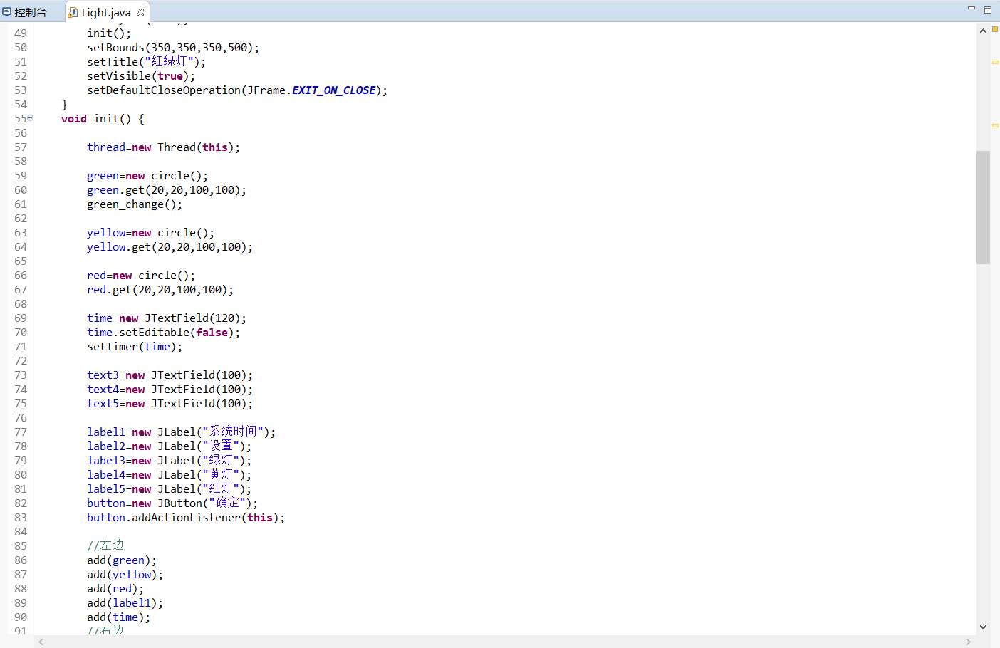 控制台 Light.java
49 init();
50 setBounds(350,350,350,500);
51 setTitle("红绿灯");
52 setVisible(true);
53 setDefaultCloseOperation(JFrame.EXIT_ON_CLOSE);
54 }
55 void init() {
56
57 thread=new Thread(this);
58
59 green=new circle();
60 green.get(20,20,100,100);
61 green_change();
62
63 yellow=new circle();
64 yellow.get(20,20,100,100);
65
66 red=new circle();
67 red.get(20,20,100,100);
68
69 time=new JTextField(120);
70 time.setEditable(false);
71 setTimer(time);
72
73 text3=new JTextField(100);
74 text4=new JTextField(100);
75 text5=new JTextField(100);
76
77 label1=new JLabel("系统时间");
78 label2=new JLabel("设置");
79 label3=new JLabel("绿灯");
80 label4=new JLabel("黄灯");
81 label5=new JLabel("红灯");
82 button=new JButton("确定");
83 button.addActionListener(this);
84
85 //左边
86 add(green);
87 add(yellow);
88 add(red);
89 add(label1);
90 add(time);
91 //右边